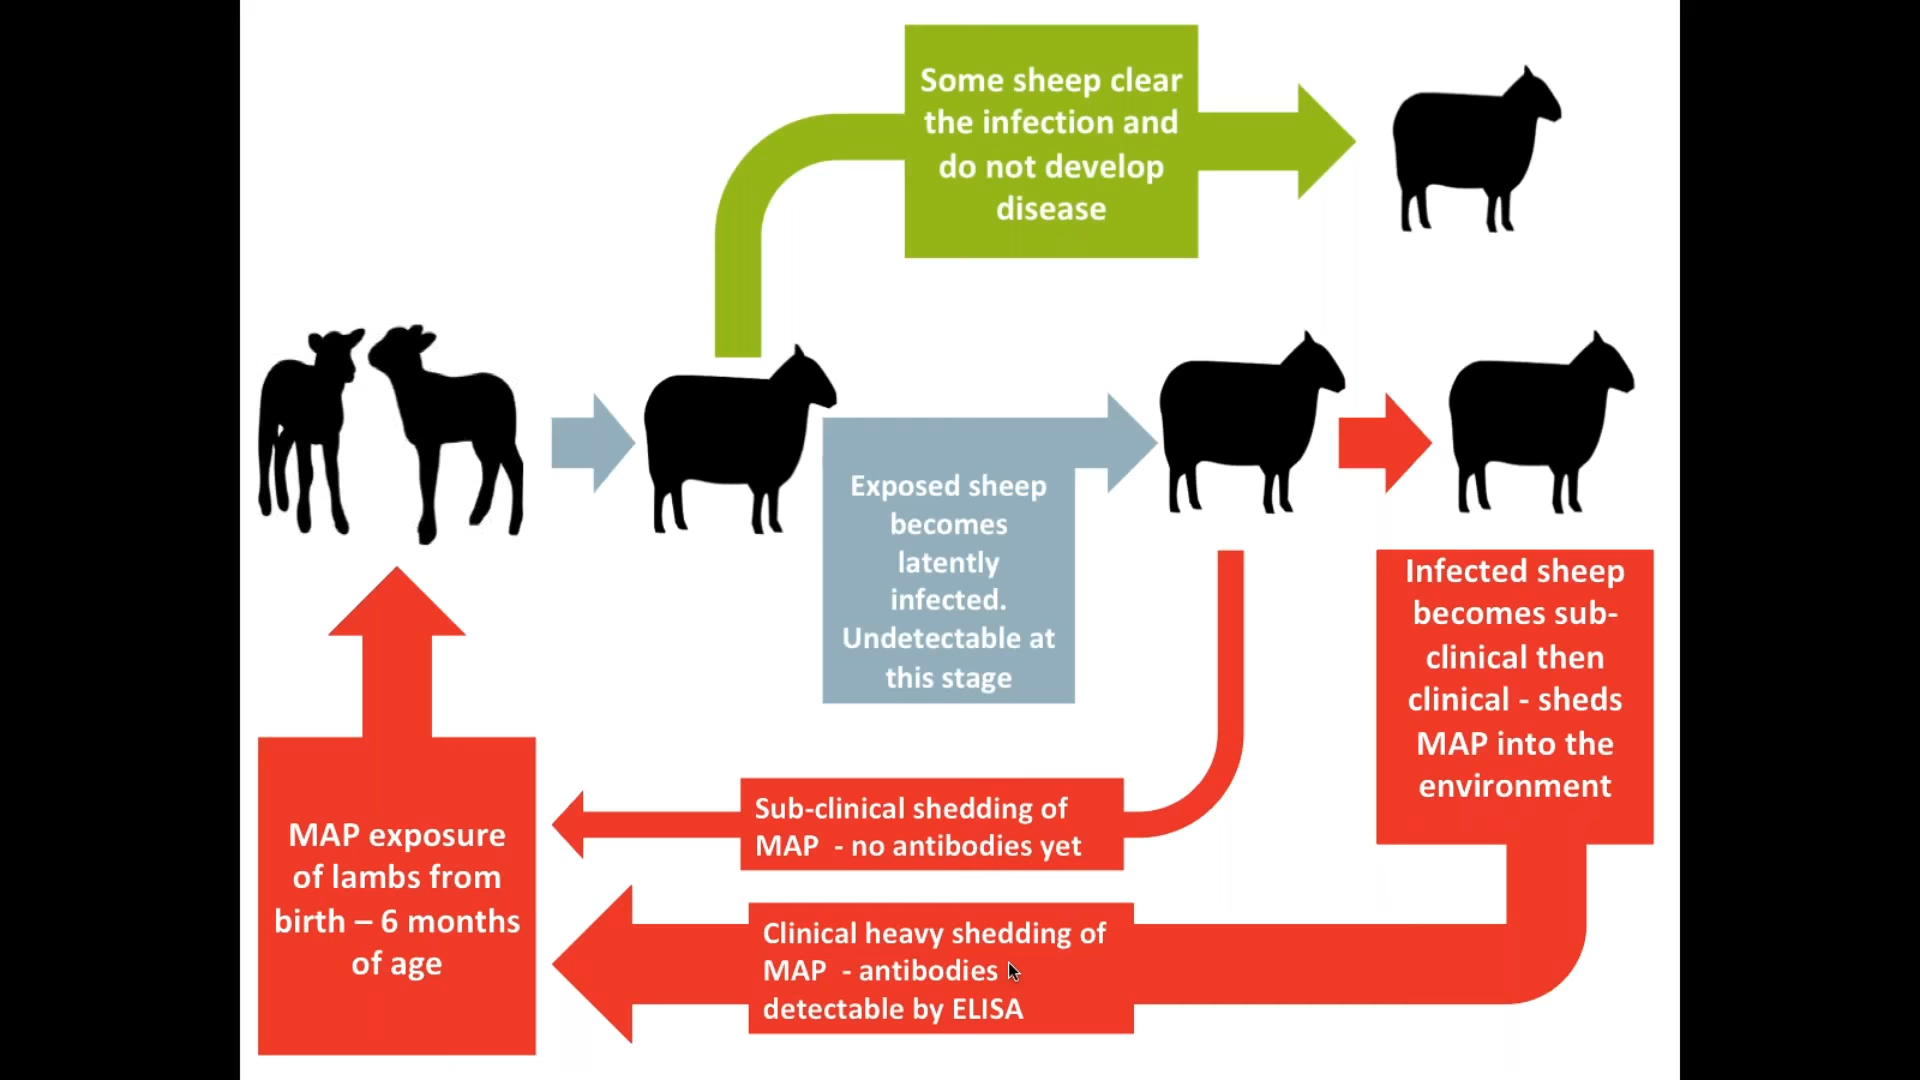 Some sheep clear
the infection and
do not develop
disease
Exposed sheep
becomes
latently
infected.
Undetectable at
this stage
Infected sheep
becomes sub-
clinical then
clinical - sheds
MAP into the
environment
MAP exposure
of lambs from
birth – 6 months
of age
Sub-clinical shedding of
MAP  - no antibodies yet
Clinical heavy shedding of
MAP  - antibodies
detectable by ELISA